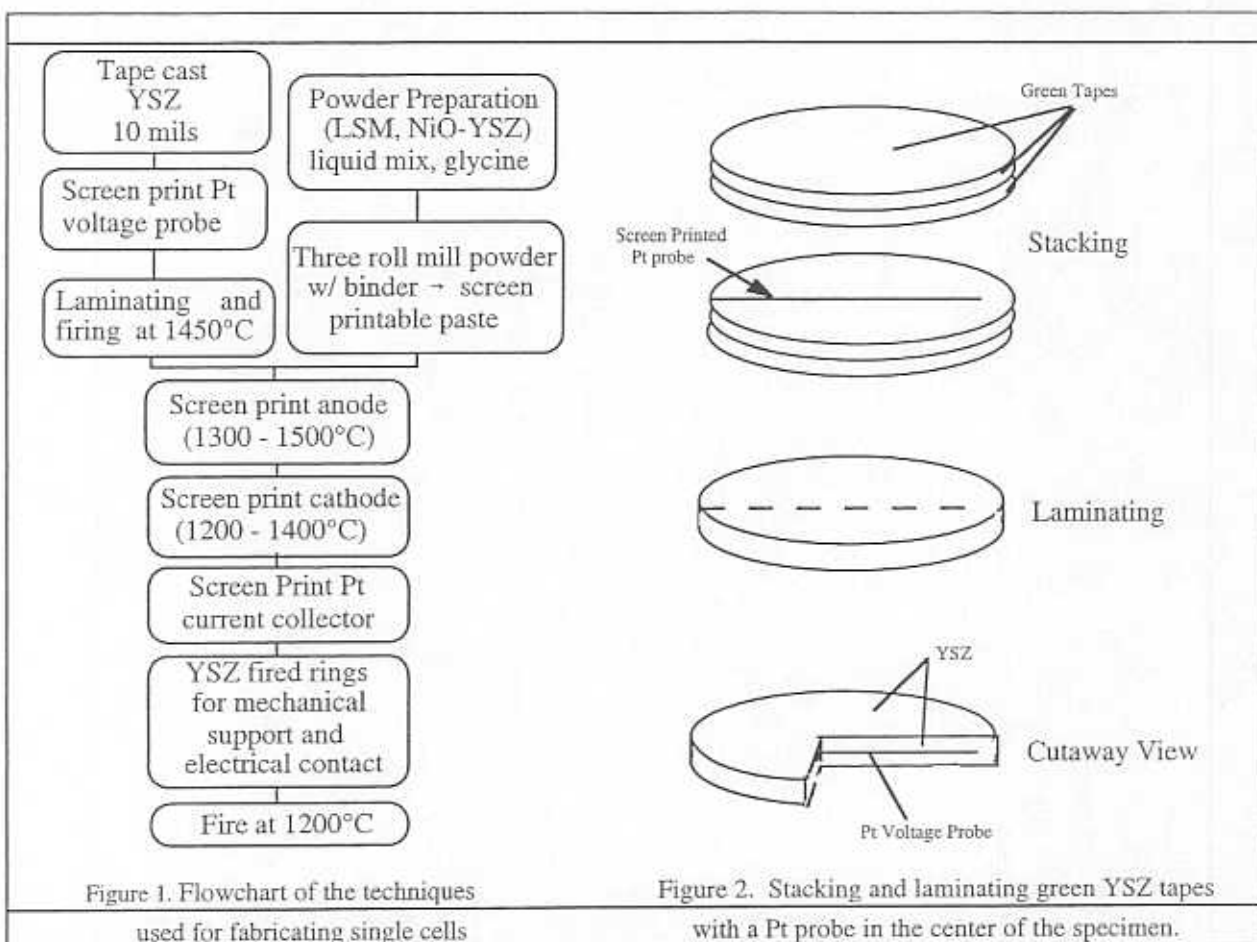 Tape cast
YSZ
10 mils
Screen print Pt
voltage probe
Laminating and
firing at 1450°C
Powder Preparation
(LSM, NiO-YSZ)
liquid mix, glycine
Three roll mill powder
w/ binder → screen
printable paste
Screen print anode
(1300 - 1500°C)
Screen print cathode
(1200 - 1400°C)
Screen Print Pt
current collector
YSZ fired rings
for mechanical
support and
electrical contact
Fire at 1200°C
Figure 1. Flowchart of the techniques
used for fabricating single cells
Green Tapes
Screen Printed
Pt probe
Stacking
Laminating
YSZ
Cutaway View
Pt Voltage Probe
Figure 2. Stacking and laminating green YSZ tapes
with a Pt probe in the center of the specimen.